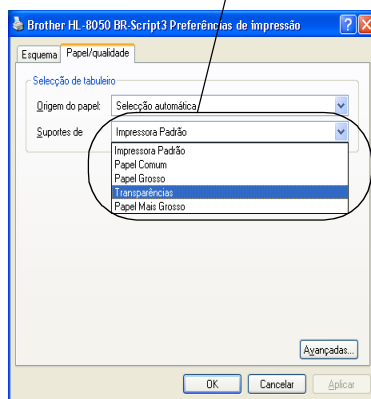 Brother HL-8050 BR-Script3 Preferências de impressão
Esquema Papel/qualidade
Selecção de tabuleiro
Origem do papel: Selecção automática
Suportes de Impressora Padrão
Impressora Padrão
Papel Comum
Papel Grosso
Transparências
Papel Mais Grosso
Avançadas...
OK Cancelar Aplicar